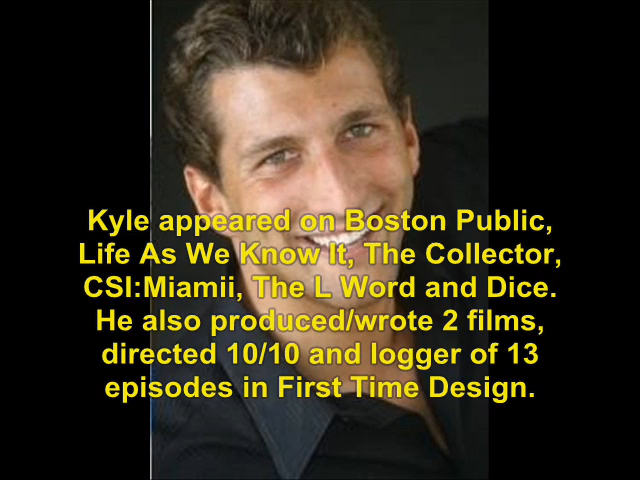 Kyle appeared on Boston Public,
Life As We Know It, The Collector,
CSI:Miamii, The L Word and Dice.
He also produced/wrote 2 films,
directed 10/10 and logger of 13
episodes in First Time Design.